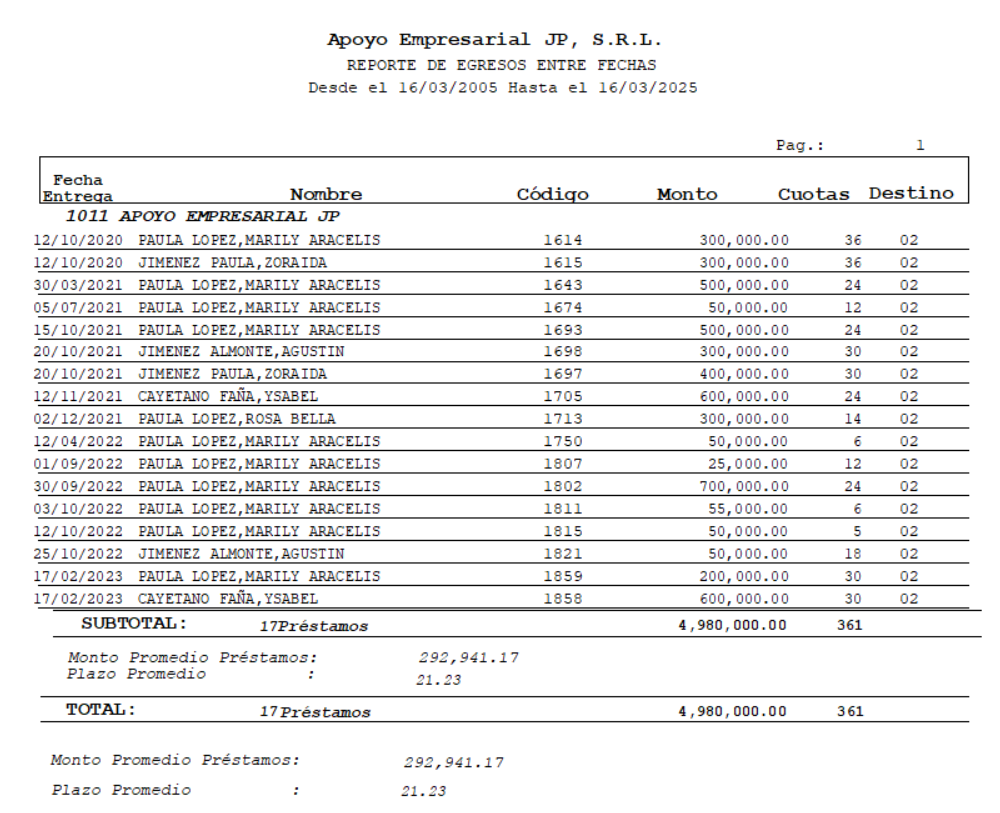 Apoyo Empresarial JP, S.R.L.
REPORTE DE EGRESOS ENTRE FECHAS
Desde el 16/03/2005 Hasta el 16/03/2025
Pag.: 1
Fecha Entrega Nombre Código Monto Cuotas Destino
1011 APOYO EMPRESARIAL JP
12/10/2020 PAULA LOPEZ,MARILY ARACELIS 1614 300,000.00 36 02
12/10/2020 JIMENEZ PAULA,ZORAIDA 1615 300,000.00 36 02
30/03/2021 PAULA LOPEZ,MARILY ARACELIS 1643 500,000.00 24 02
05/07/2021 PAULA LOPEZ,MARILY ARACELIS 1674 50,000.00 12 02
15/10/2021 PAULA LOPEZ,MARILY ARACELIS 1693 500,000.00 24 02
20/10/2021 JIMENEZ ALMONTE,AGUSTIN 1698 300,000.00 30 02
20/10/2021 JIMENEZ PAULA,ZORAIDA 1697 400,000.00 30 02
12/11/2021 CAYETANO FAÑA,YSABEL 1705 600,000.00 24 02
02/12/2021 PAULA LOPEZ,ROSA BELLA 1713 300,000.00 14 02
12/04/2022 PAULA LOPEZ,MARILY ARACELIS 1750 50,000.00 6 02
01/09/2022 PAULA LOPEZ,MARILY ARACELIS 1807 25,000.00 12 02
30/09/2022 PAULA LOPEZ,MARILY ARACELIS 1802 700,000.00 24 02
03/10/2022 PAULA LOPEZ,MARILY ARACELIS 1811 55,000.00 6 02
12/10/2022 PAULA LOPEZ,MARILY ARACELIS 1815 50,000.00 5 02
25/10/2022 JIMENEZ ALMONTE,AGUSTIN 1821 50,000.00 18 02
17/02/2023 PAULA LOPEZ,MARILY ARACELIS 1859 200,000.00 30 02
17/02/2023 CAYETANO FAÑA,YSABEL 1858 600,000.00 30 02
SUBTOTAL: 17Préstamos 4,980,000.00 361
Monto Promedio Préstamos: 292,941.17
Plazo Promedio : 21.23
TOTAL: 17Préstamos 4,980,000.00 361
Monto Promedio Préstamos: 292,941.17
Plazo Promedio : 21.23